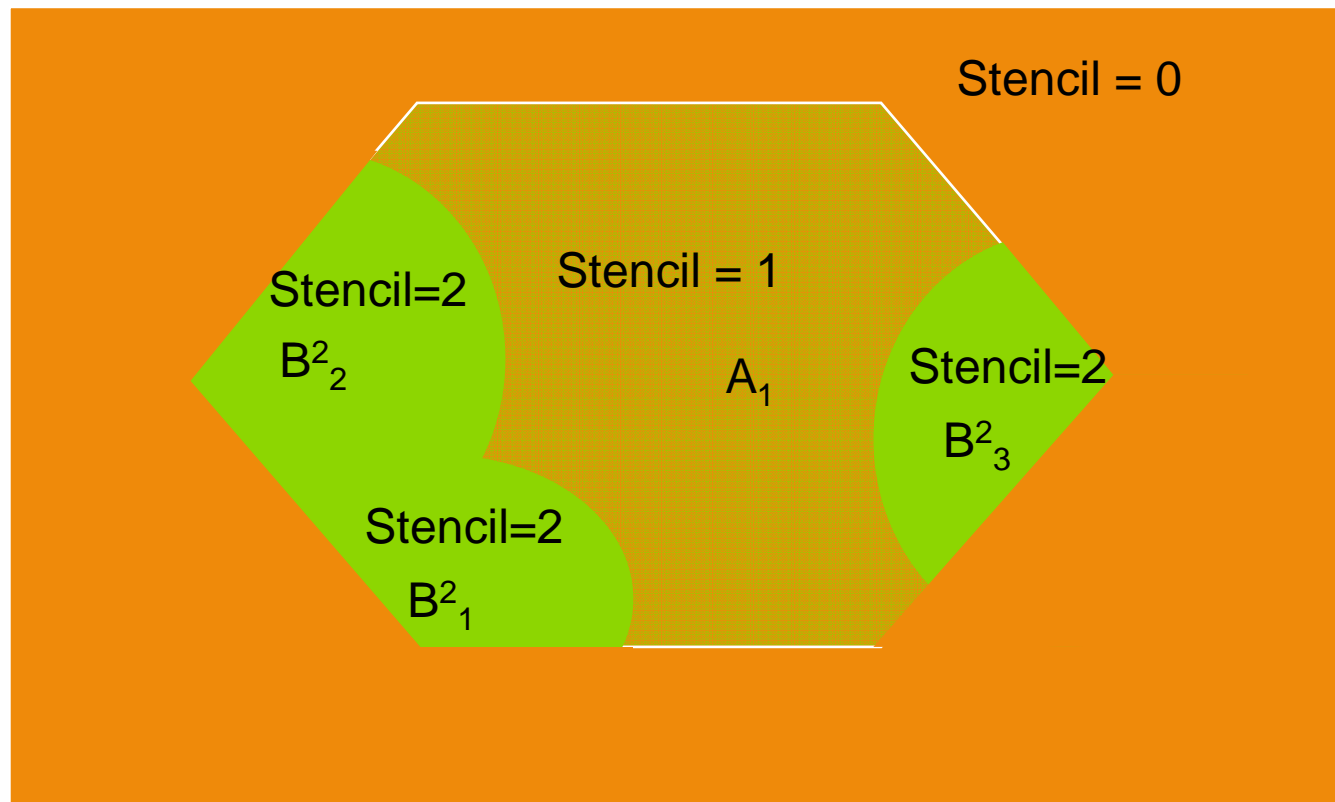 Stencil = 0
Stencil = 1
Stencil=2
B²₂
A₁
Stencil=2
B²₃
Stencil=2
B²₁